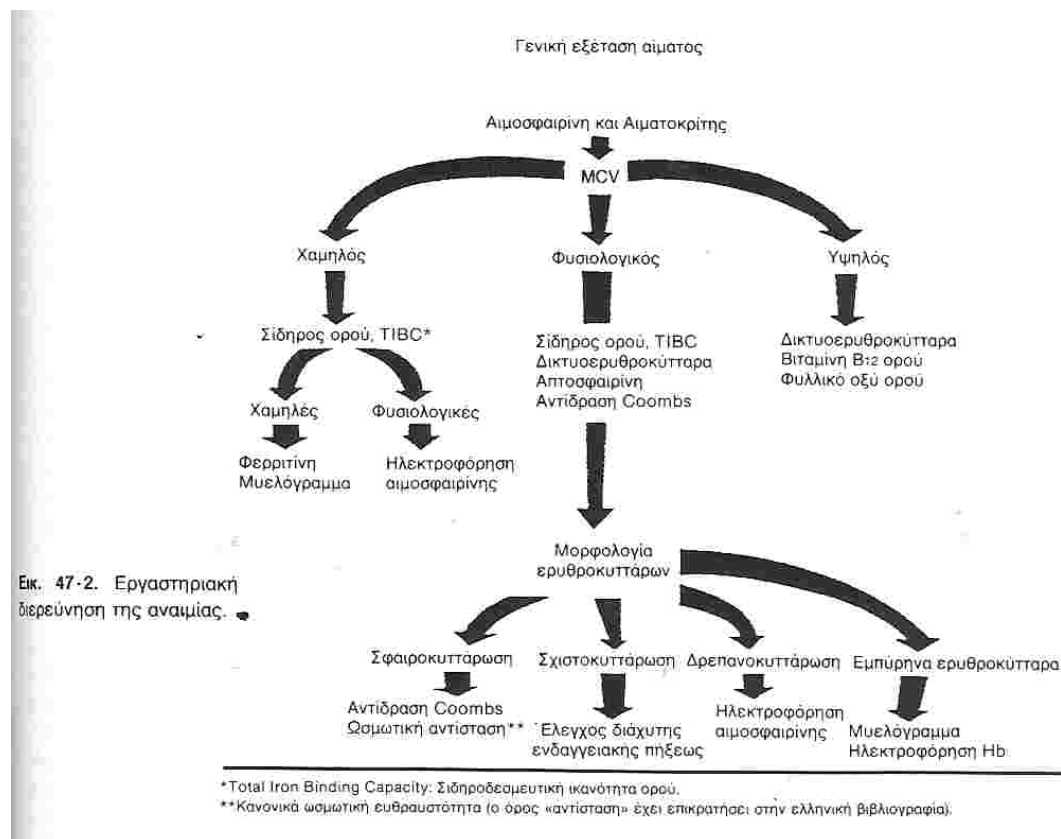 Γενική εξέταση αίματος
Αιμοσφαιρίνη και Αιματοκρίτης
MCV
Χαμηλός
Φυσιολογικός
Υψηλός
Σίδηρος ορού, TIBC*
Σίδηρος ορού, TIBC
Δικτυοερυθροκύτταρα
Απτοσφαιρίνη
Αντίδραση Coombs
Δικτυοερυθροκύτταρα
Βιταμίνη B12 ορού
Φυλλικό οξύ ορού
Χαμηλές
Φυσιολογικές
Φερριτίνη
Μυελόγραμμα
Ηλεκτροφόρηση
αιμοσφαιρίνης
Μορφολογία
ερυθροκυττάρων
Εικ. 47-2. Εργαστηριακή
διερεύνηση της αναιμίας.
Σφαιροκυττάρωση
Σχιστοκυττάρωση
Δρεπανοκυττάρωση
Εμπύρηνα ερυθροκύτταρα
Αντίδραση Coombs
Ωσμωτική αντίσταση**
Έλεγχος διάχυτης
ενδαγγειακής πήξεως
Ηλεκτροφόρηση
αιμοσφαιρίνης
Μυελόγραμμα
Ηλεκτροφόρηση Hb
*Total Iron Binding Capacity: Σιδηροδεσμευτική ικανότητα ορού.
**Κανονικά ωσμωτική ευθραυστότητα (ο όρος «αντίσταση» έχει επικρατήσει στην ελληνική βιβλιογραφία).